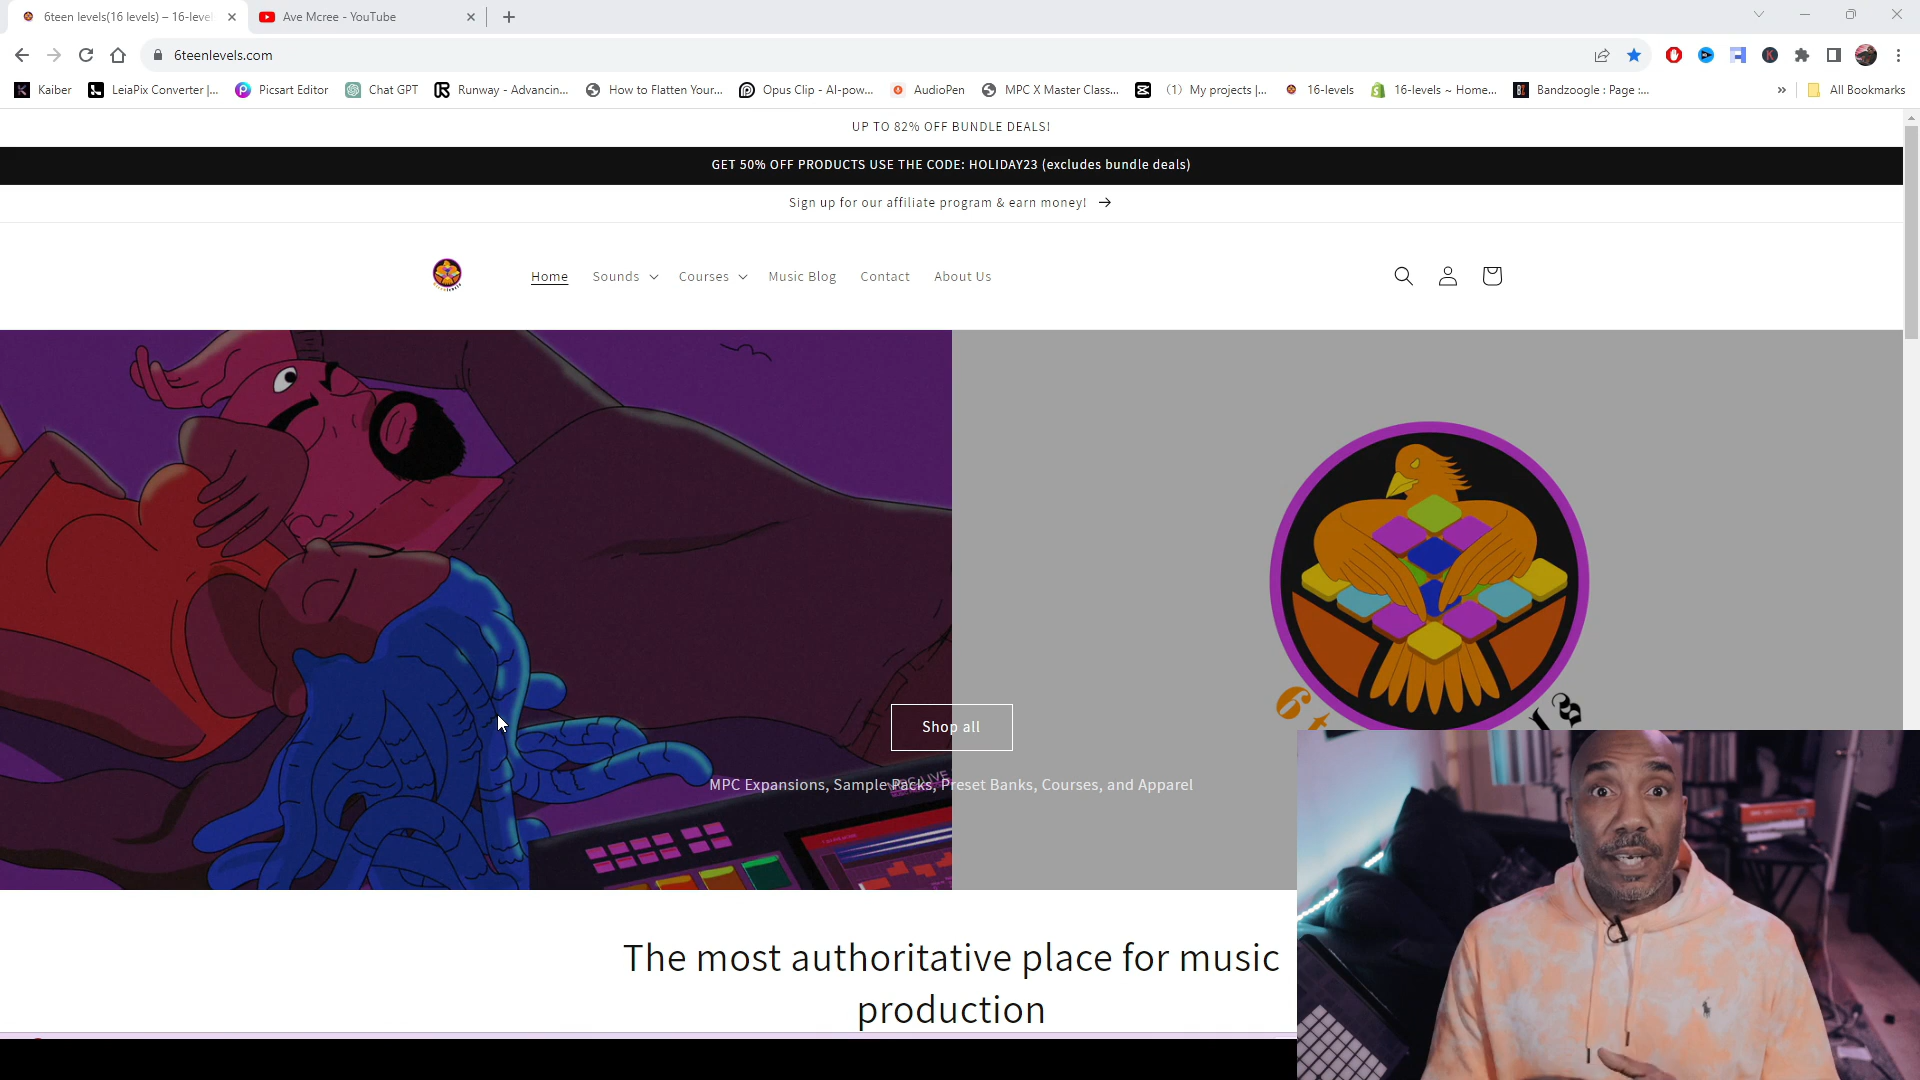 6teen levels(16 levels) – 16-leve
Ave Mcree - YouTube
6teenlevels.com
Kaiber
LeiaPix Converter |...
Picsart Editor
Chat GPT
Runway - Advancin...
How to Flatten Your...
Opus Clip - AI-pow...
AudioPen
MPC X Master Class...
(1) My projects |...
16-levels
16-levels ~ Home...
Bandzoogle : Page :...
»
All Bookmarks
UP TO 82% OFF BUNDLE DEALS!
GET 50% OFF PRODUCTS USE THE CODE: HOLIDAY23 (excludes bundle deals)
Sign up for our affiliate program & earn money! →
Home
Sounds
Courses
Music Blog
Contact
About Us
Shop all
MPC Expansions, Sample Packs, Preset Banks, Courses, and Apparel
The most authoritative place for music
production